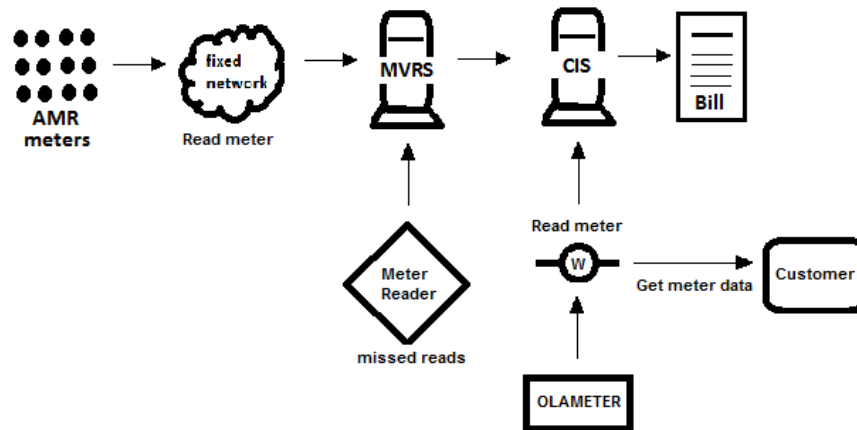 fixed
network
MVRS
CIS
Bill
AMR
meters
Read meter
Read meter
W
Meter
Reader
Get meter data
Customer
missed reads
OLAMETER